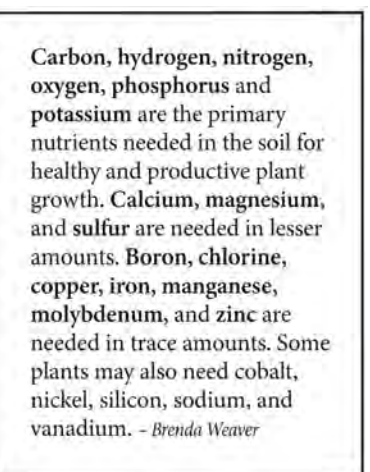 Carbon, hydrogen, nitrogen,
oxygen, phosphorus and
potassium are the primary
nutrients needed in the soil for
healthy and productive plant
growth. Calcium, magnesium,
and sulfur are needed in lesser
amounts. Boron, chlorine,
copper, iron, manganese,
molybdenum, and zinc are
needed in trace amounts. Some
plants may also need cobalt,
nickel, silicon, sodium, and
vanadium. – Brenda Weaver